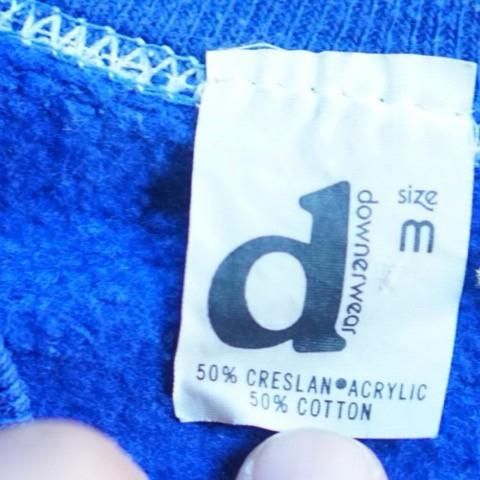 size
m
d
downerwear
50% CRESLAN●ACRYLIC
50% COTTON